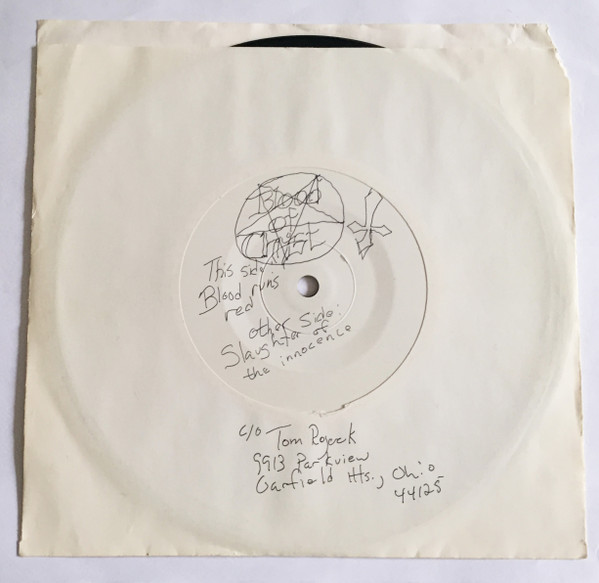 Blood
of
Christ
This side
Blood runs
red
other side:
Slaughter of
the innocence
c/o Tom
9913 Parkview
Garfield Hts., Ohio
44125